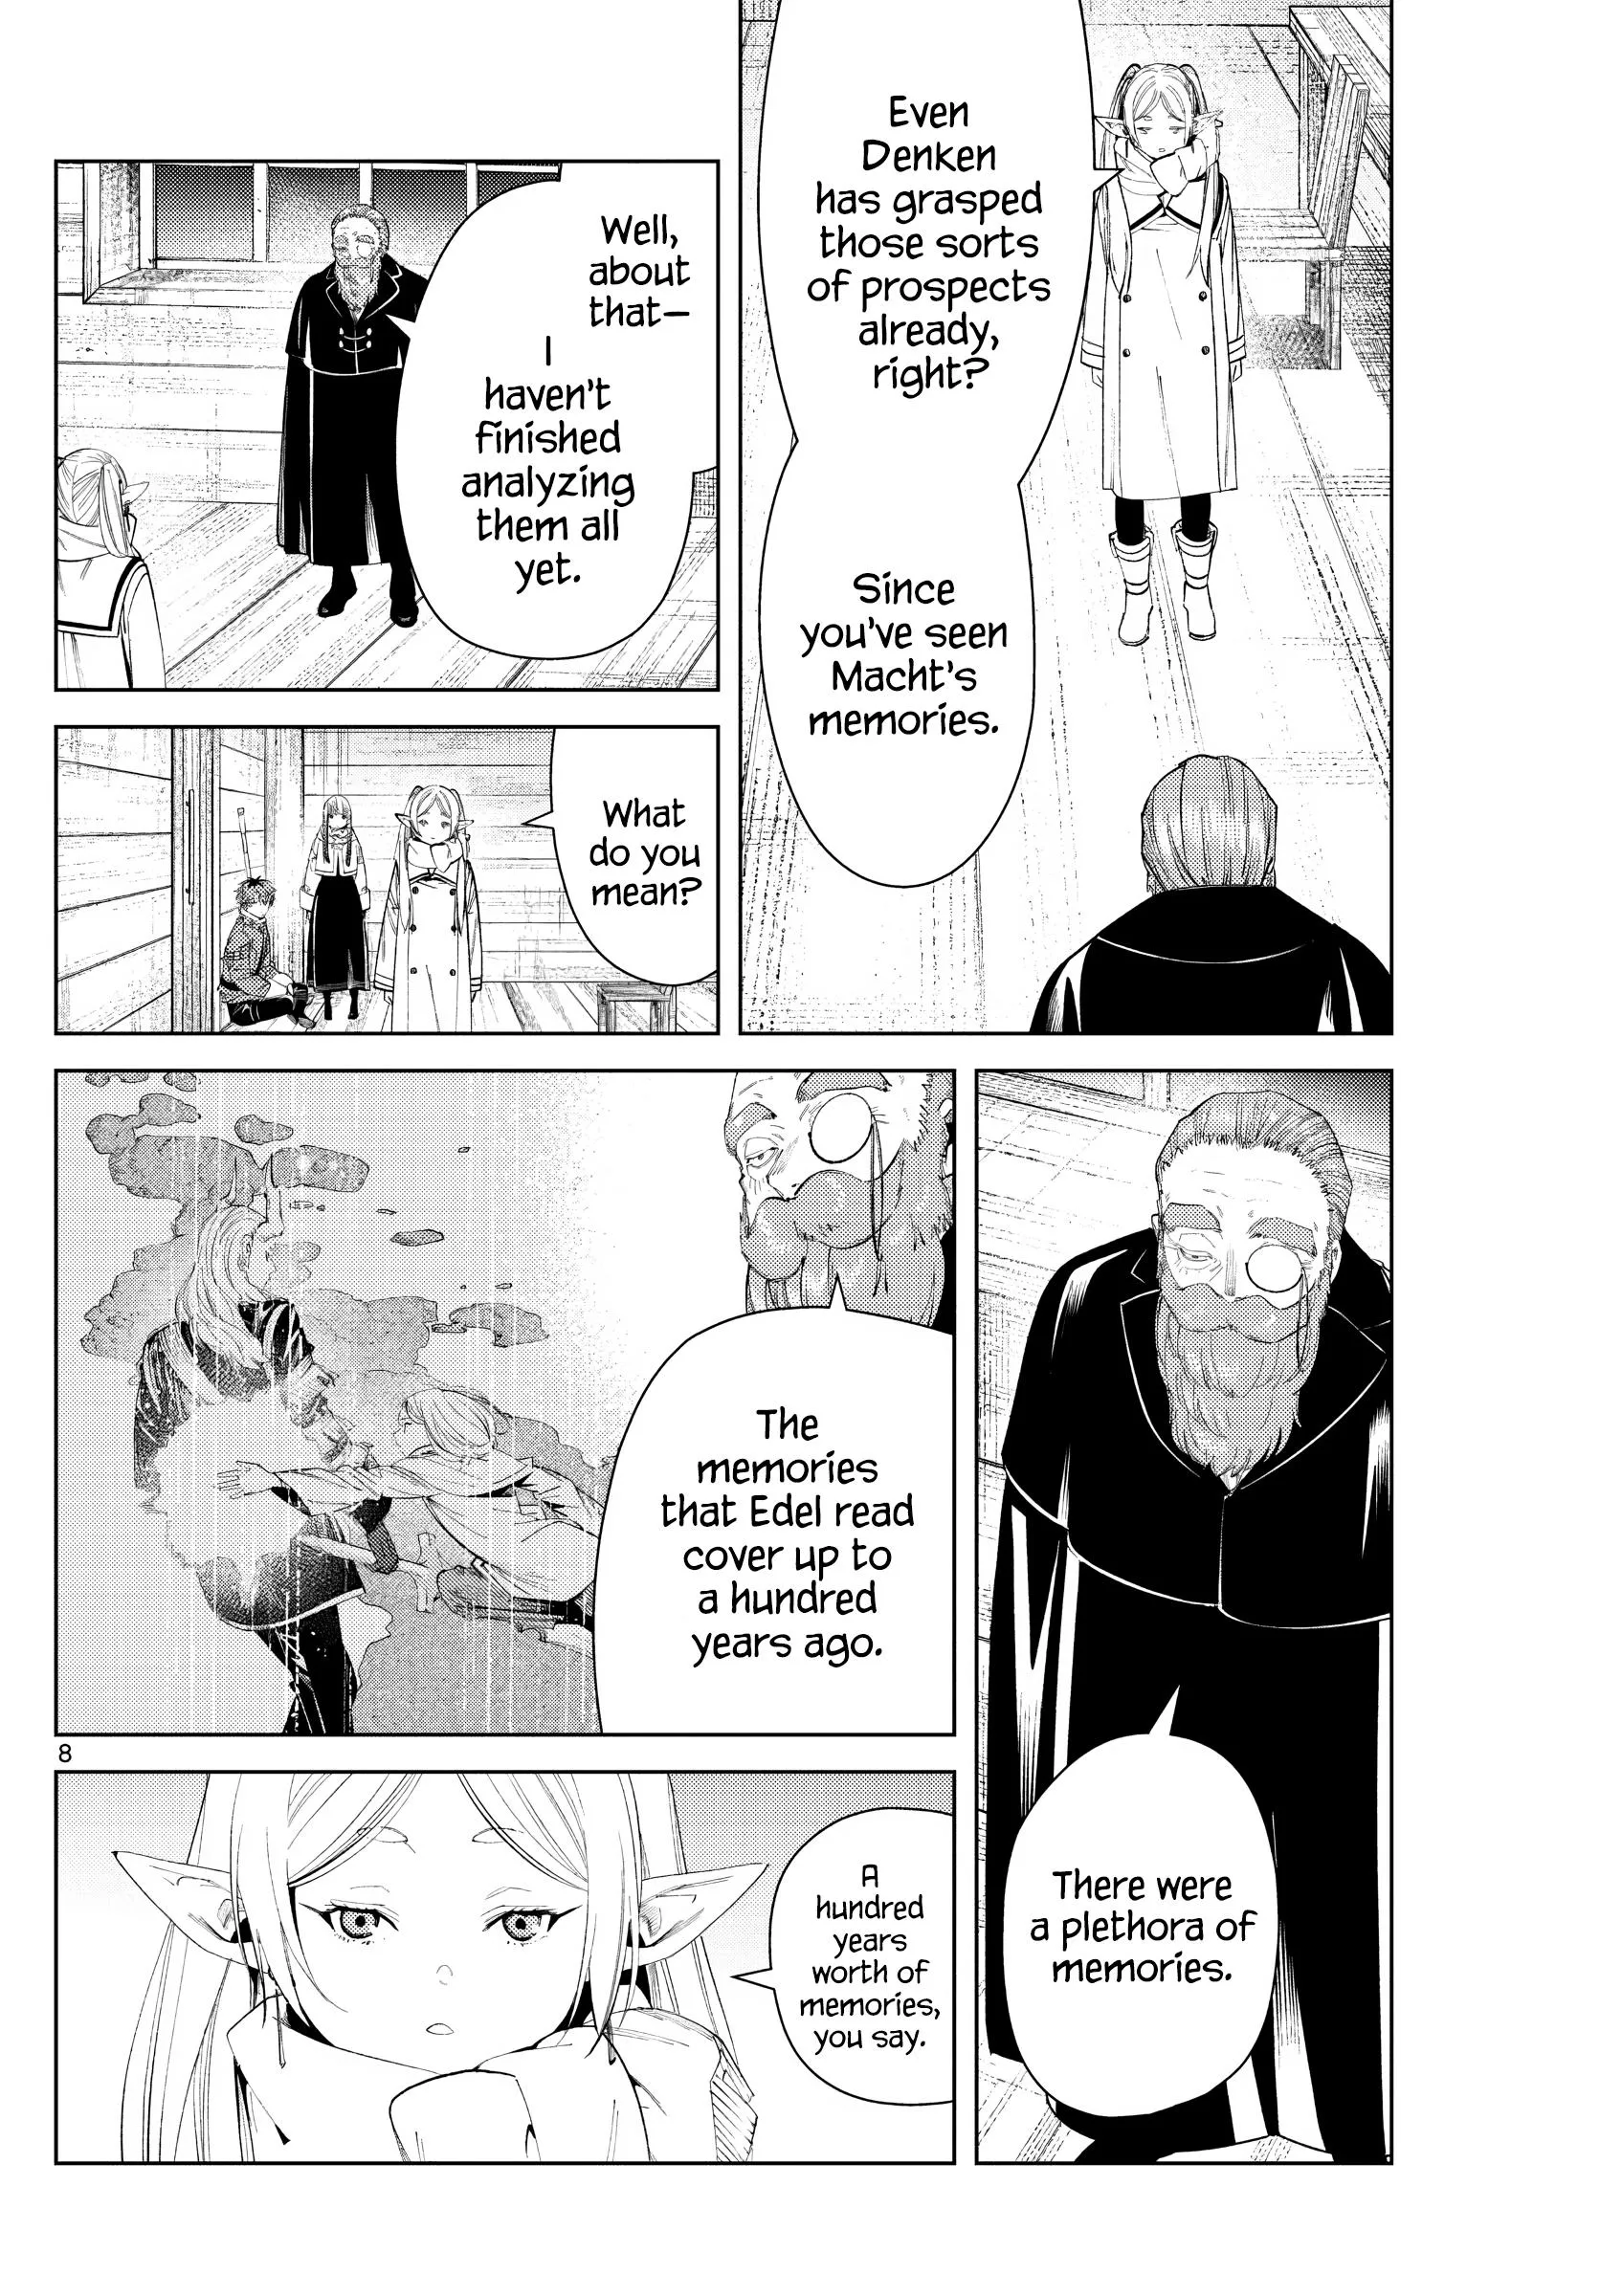 Even
Denken
has grasped
those sorts
of prospects
already,
right?
Since
you've seen
Macht's
memories.
Well,
about
that—
I
haven't
finished
analyzing
them all
yet.
What
do you
mean?
There were
a plethora of
memories.
The
memories
that Edel read
cover up to
a hundred
years ago.
A
hundred
years
worth of
memories,
you say.
8